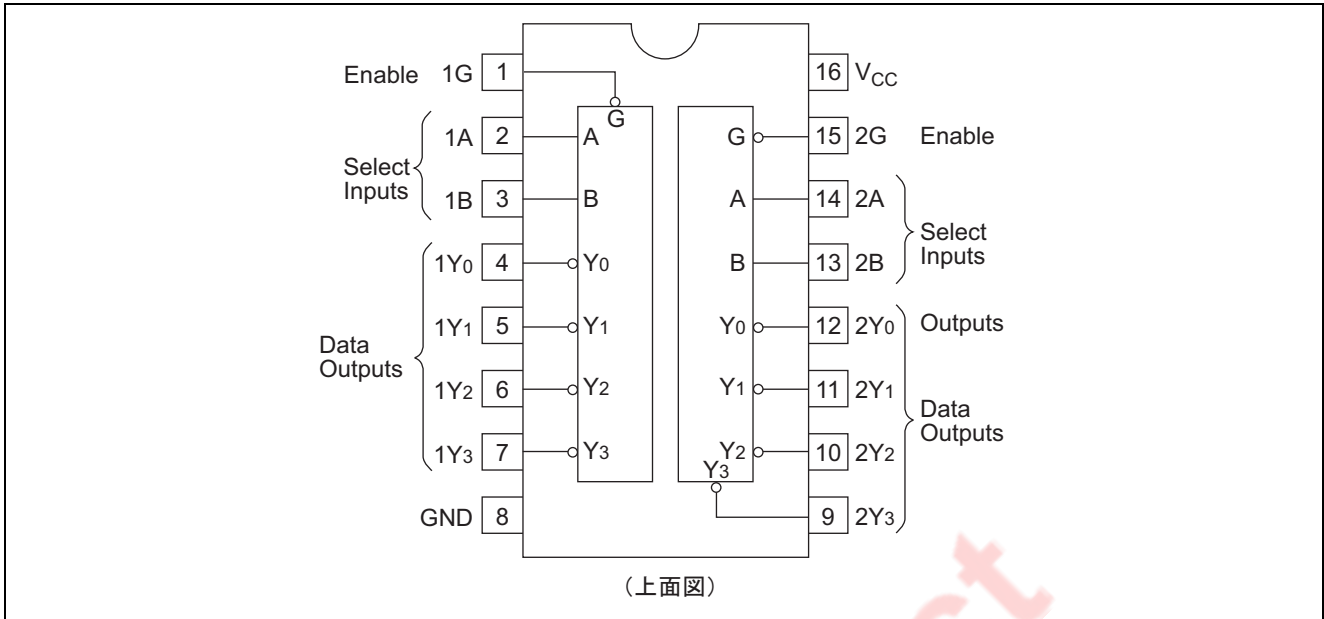 Enable 1G 1
1A 2
1B 3
Select
Inputs
1Y0 4
1Y1 5
1Y2 6
1Y3 7
Data
Outputs
GND 8
G
A
B
Y0
Y1
Y2
Y3
G
A
B
Y0
Y1
Y2
Y3
16 VCC
15 2G Enable
14 2A
13 2B
Select
Inputs
12 2Y0 Outputs
11 2Y1
10 2Y2
9 2Y3
Data
Outputs
(上面図)